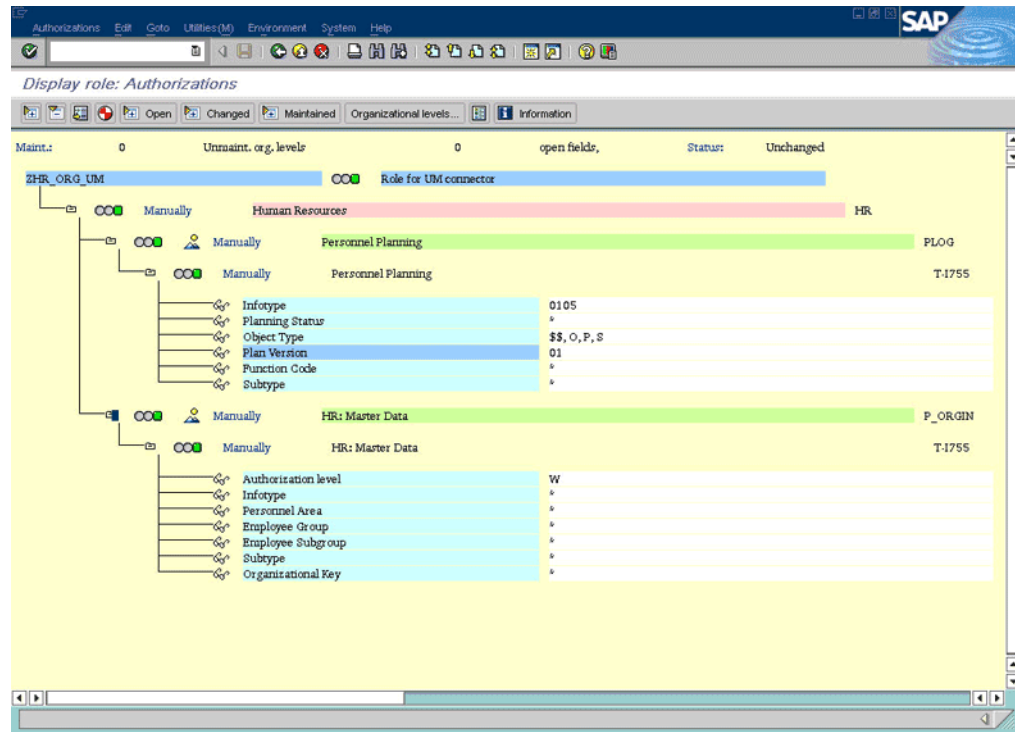 Authorizations Edit Goto Utilities(M) Environment System Help
SAP
Display role: Authorizations
Open Changed Maintained Organizational levels... Information
Maint.: 0 Unmaint. org. levels 0 open fields, Status: Unchanged
ZHR_ORG_UM Role for UM connector
Manually Human Resources HR
Manually Personnel Planning PLOG
Manually Personnel Planning T-I755
Infotype 0105
Planning Status *
Object Type $$, O, P, S
Plan Version 01
Function Code *
Subtype *
Manually HR: Master Data P_ORGIN
Manually HR: Master Data T-I755
Authorization level W
Infotype *
Personnel Area *
Employee Group *
Employee Subgroup *
Subtype *
Organizational Key *